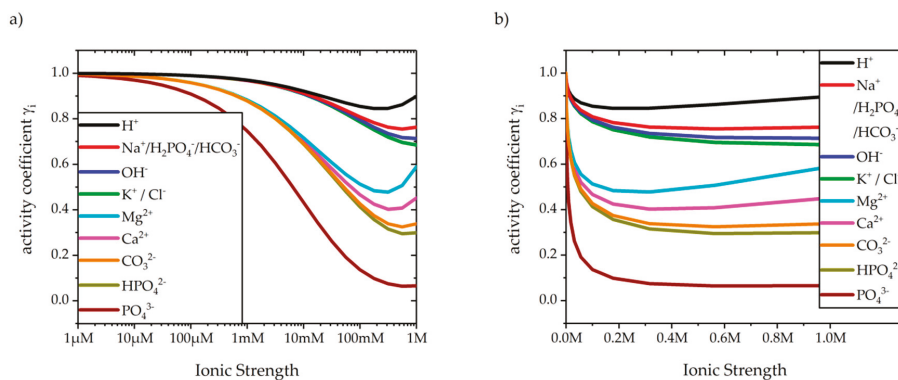 a)
activity coefficient γi
1.0
0.8
0.6
0.4
0.2
0.0
H⁺
Na⁺/H₂PO₄⁻/HCO₃⁻
OH⁻
K⁺ / Cl⁻
Mg²⁺
Ca²⁺
CO₃²⁻
HPO₄²⁻
PO₄³⁻
1µM 10µM 100µM 1mM 10mM 100mM 1M
Ionic Strength
b)
activity coefficient γi
1.0
0.8
0.6
0.4
0.2
0.0
H⁺
Na⁺
/H₂PO₄
/HCO₃⁻
OH⁻
K⁺ / Cl
Mg²⁺
Ca²⁺
CO₃²⁻
HPO₄²
PO₄³⁻
0.0M 0.2M 0.4M 0.6M 0.8M 1.0M
Ionic Strength